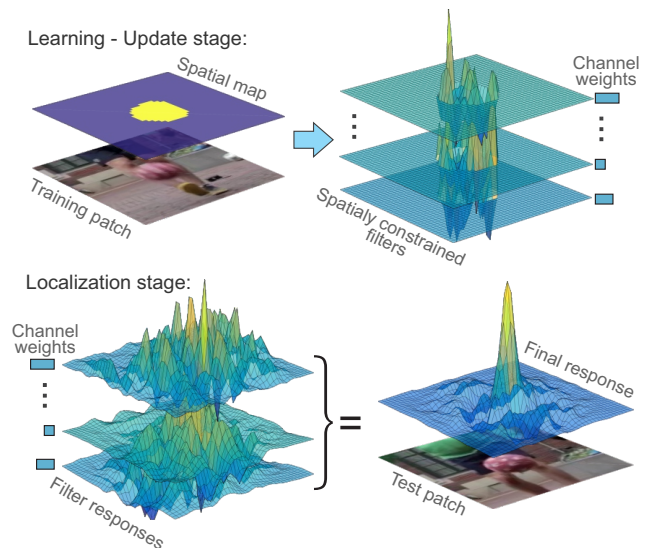 Learning - Update stage:
Spatial map
Training patch
Channel
weights
Spatialy constrained
filters
Localization stage:
Channel
weights
Filter responses
=
Final response
Test patch